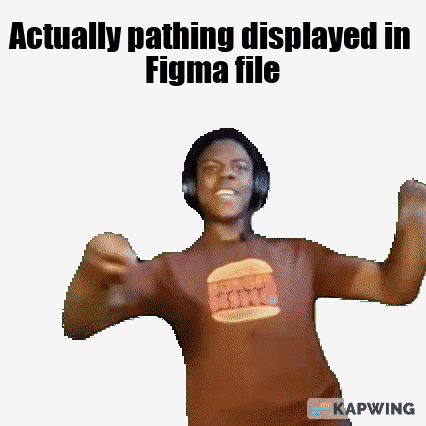 Actually pathing displayed in
Figma file
KAPWING